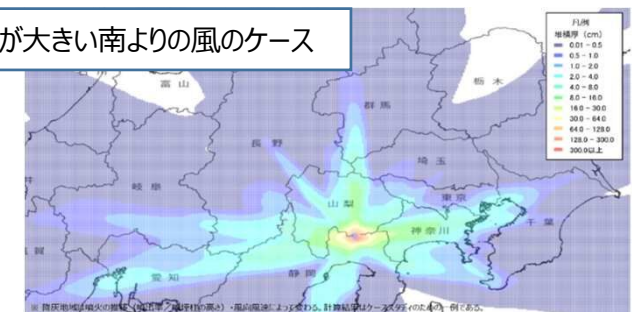 が大きい南よりの風のケース
凡例
堆積厚（cm）
0.01 - 0.5
0.5 - 1.0
1.0 - 2.0
2.0 - 4.0
4.0 - 8.0
8.0 - 16.0
16.0 - 30.0
30.0 - 64.0
64.0 - 128.0
128.0 - 300.0
300.0以上
富山
栃木
群馬
長野
埼玉
岐阜
山梨
東京
神奈川
千葉
静岡
愛知